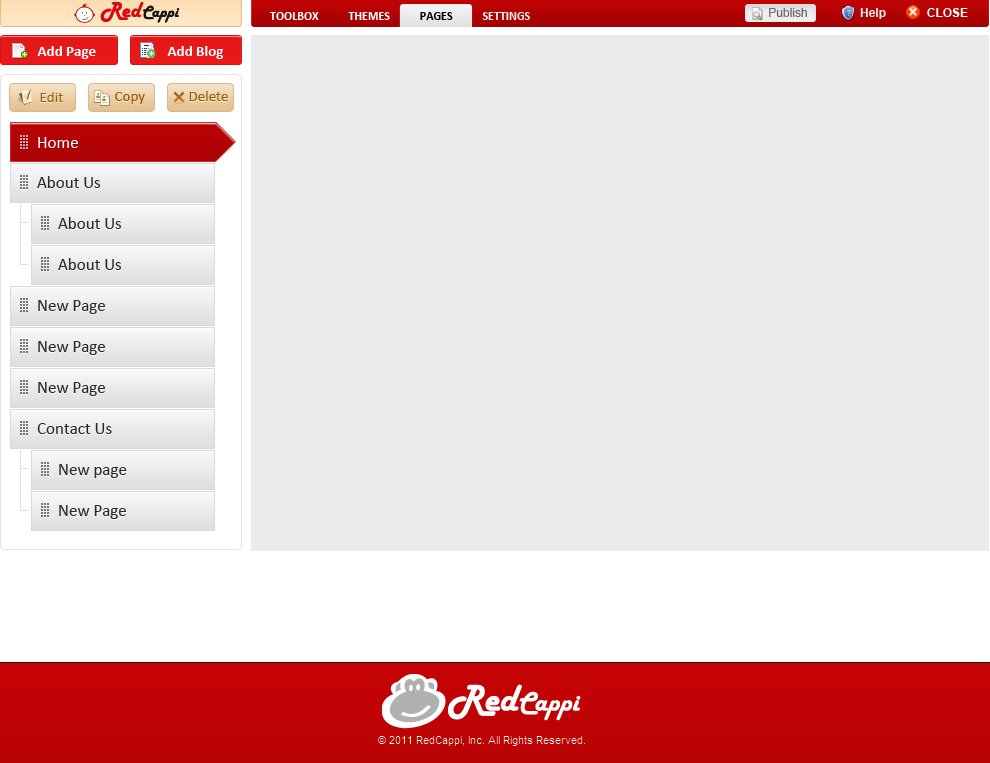 RedCappi
TOOLBOX THEMES PAGES SETTINGS Publish Help CLOSE
Add Page Add Blog
Edit Copy Delete
Home
About Us
About Us
About Us
New Page
New Page
New Page
Contact Us
New page
New Page
RedCappi
© 2011 RedCappi, Inc. All Rights Reserved.